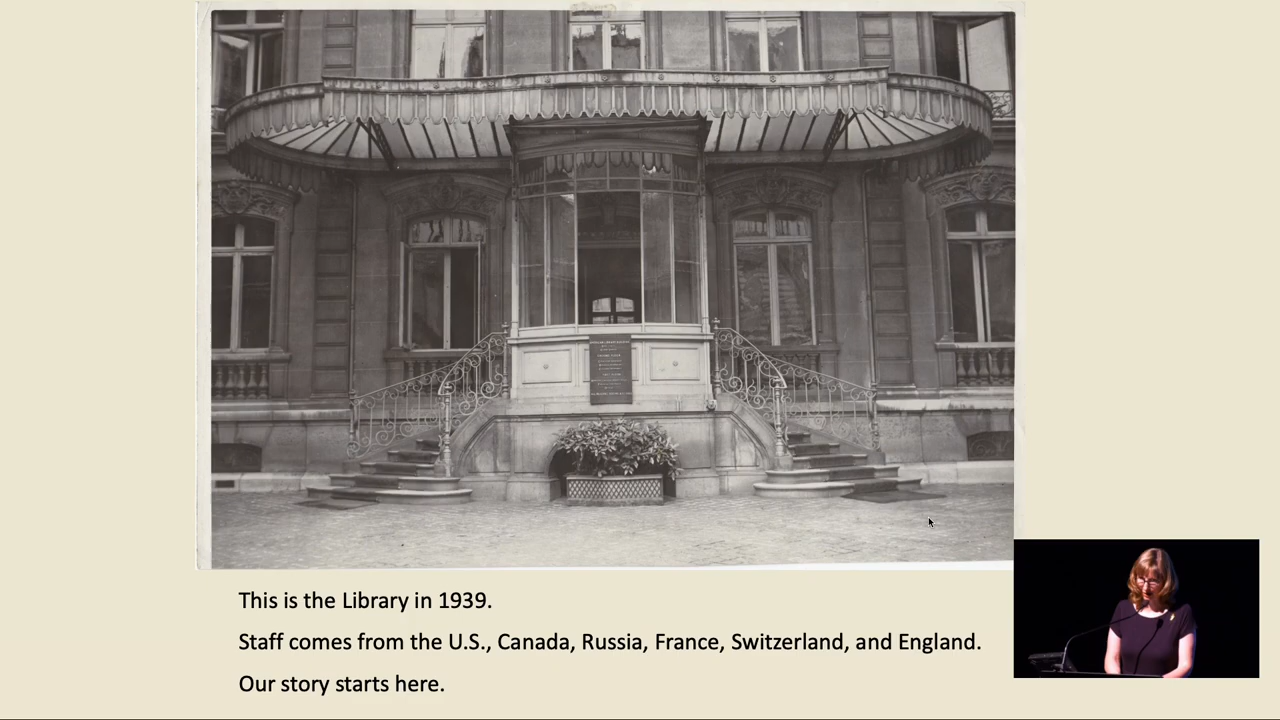 This is the Library in 1939.
Staff comes from the U.S., Canada, Russia, France, Switzerland, and England.
Our story starts here.